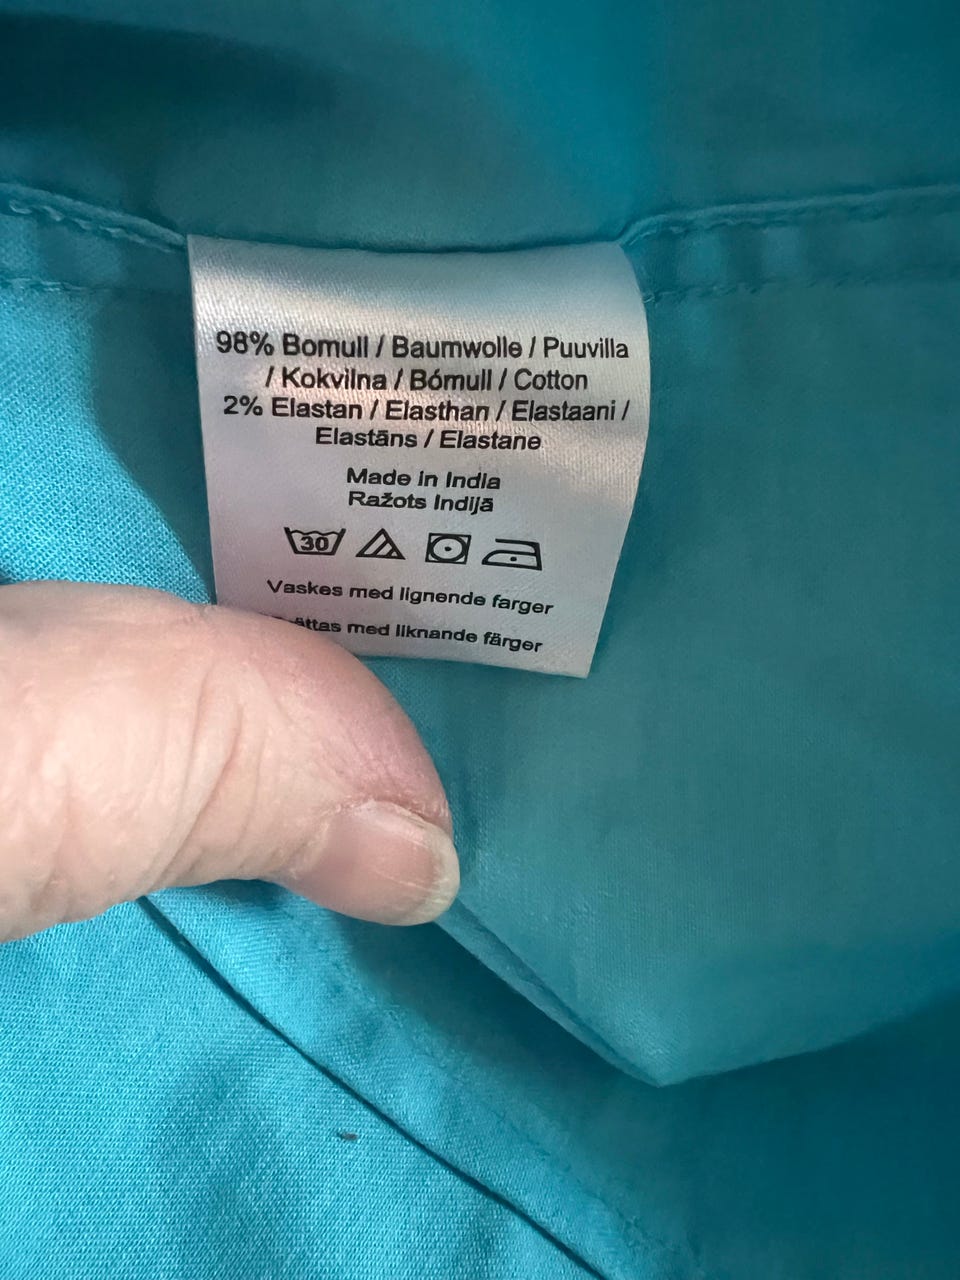 98% Bomull / Baumwolle / Puuvilla
/ Kokvilna / Bómull / Cotton
2% Elastan / Elasthan / Elastaani /
Elastāns / Elastane
Made in India
Ražots Indijā
30
Vaskes med lignende farger
med liknande färger